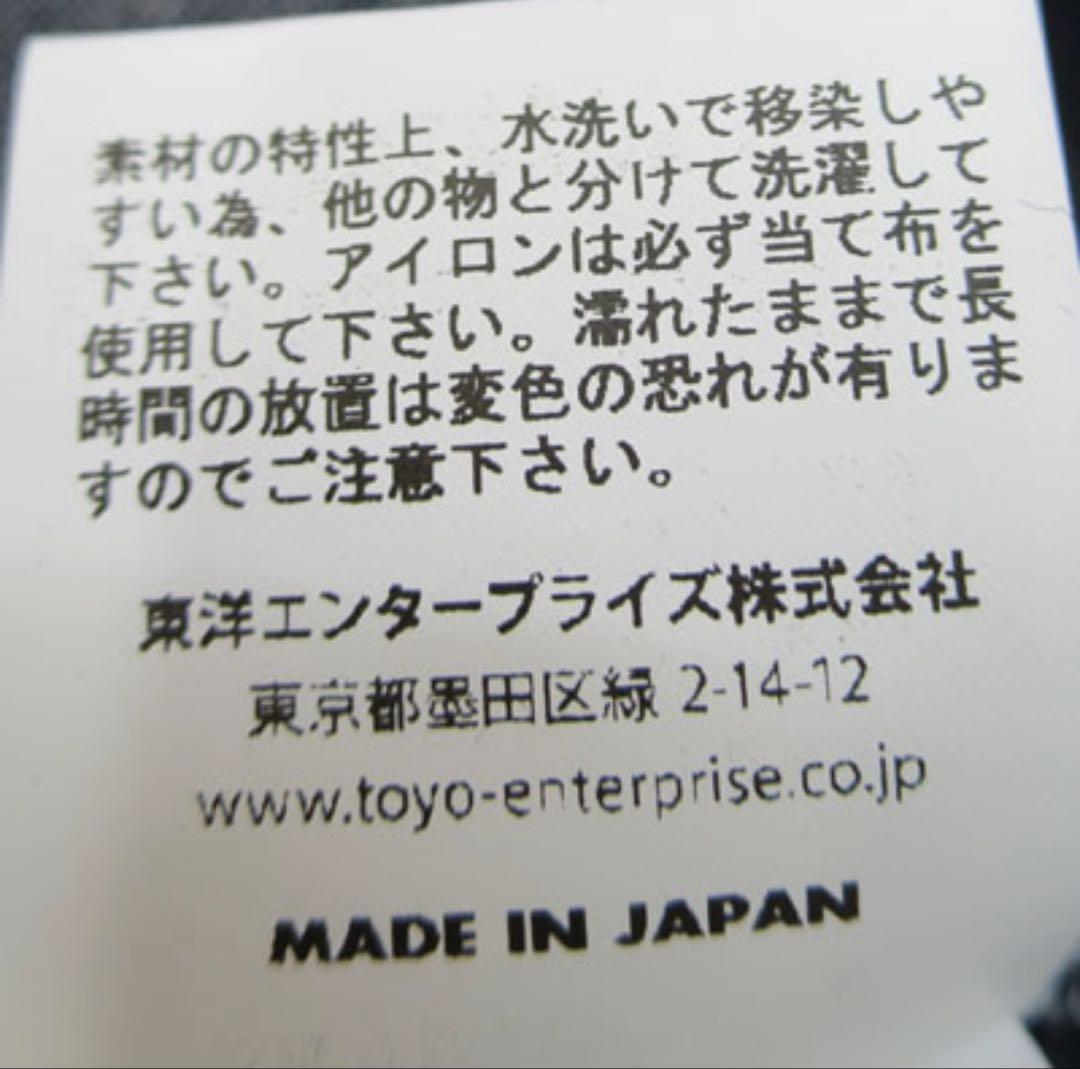 素材の特性上、水洗いで移染しや
すい為、他の物と分けて洗濯して
下さい。アイロンは必ず当て布を
使用して下さい。濡れたままで長
時間の放置は変色の恐れが有りま
すのでご注意下さい。
東洋エンタープライズ株式会社
東京都墨田区緑 2-14-12
www.toyo-enterprise.co.jp
MADE IN JAPAN